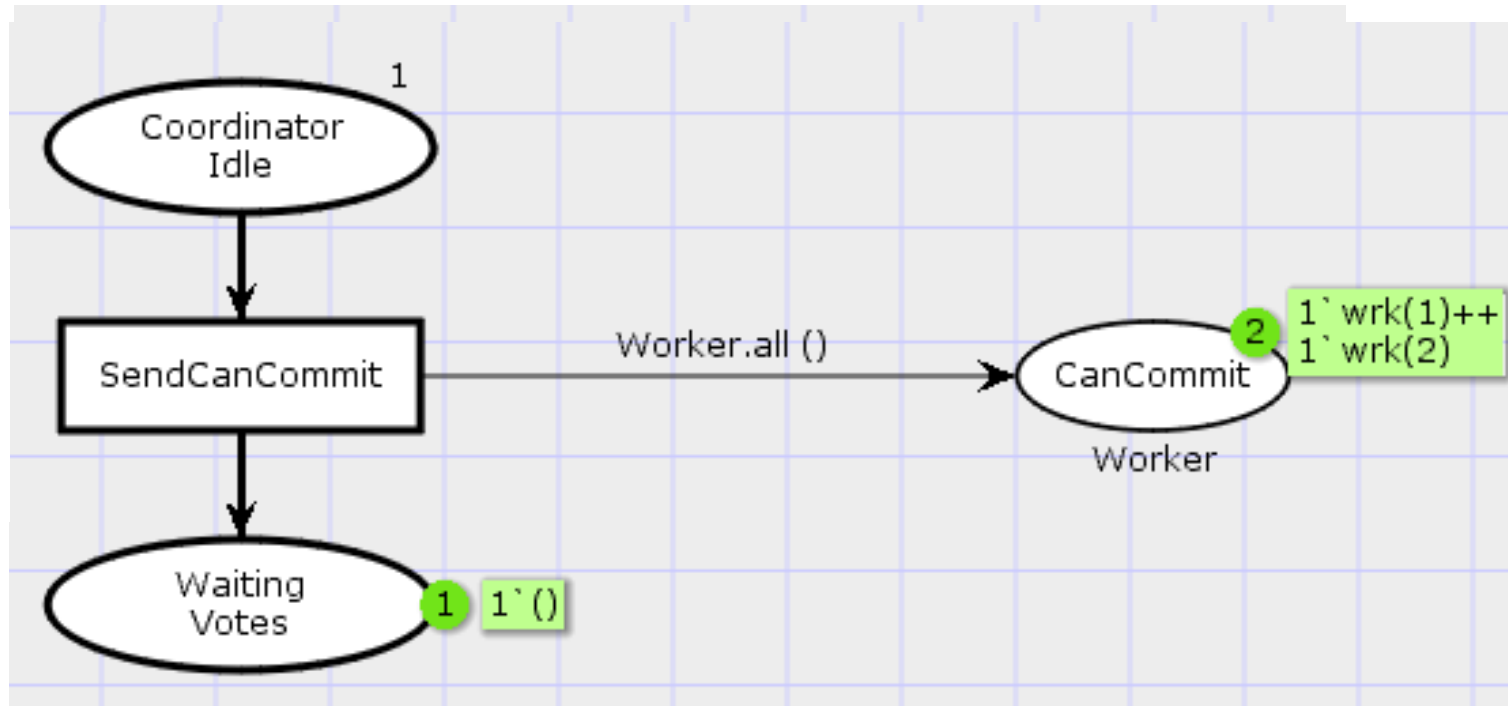 1
Coordinator
Idle
SendCanCommit
Worker.all ()
2
1`wrk(1)++
1`wrk(2)
CanCommit
Worker
Waiting
Votes
1
1`()